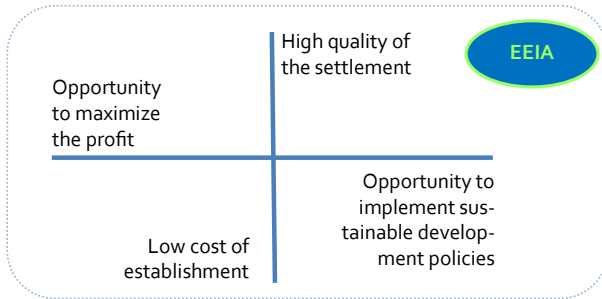 High quality of
the settlement
EEIA
Opportunity
to maximize
the profit
Opportunity to
implement sus-
tainable develop-
ment policies
Low cost of
establishment